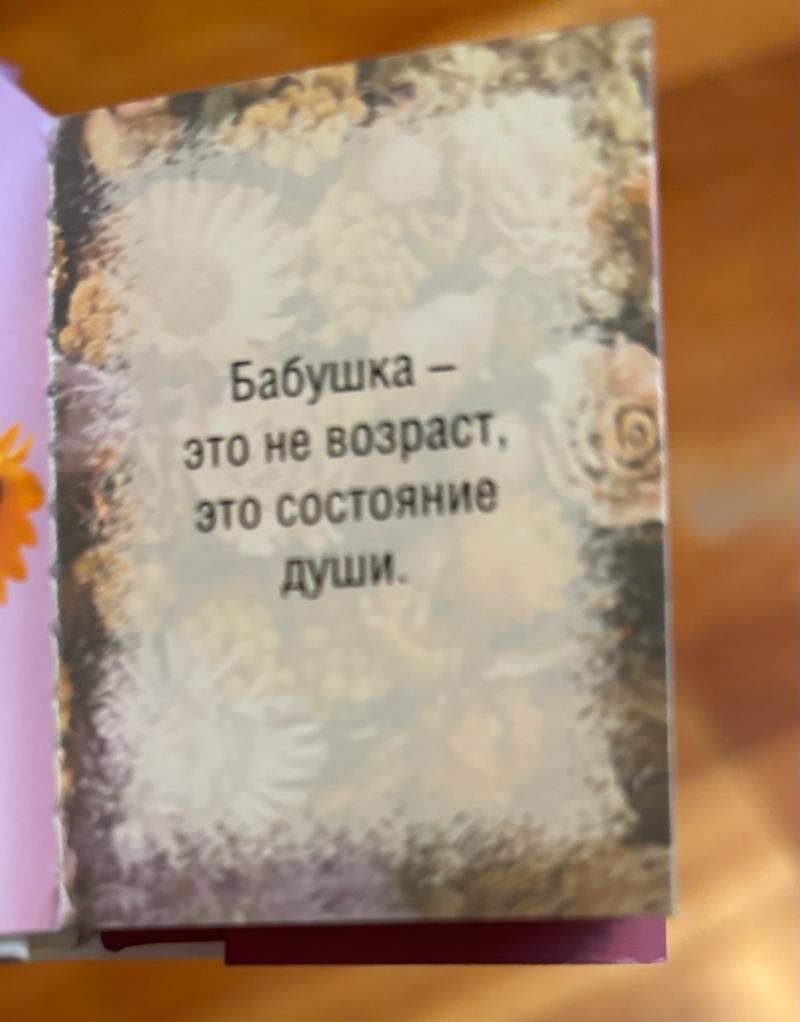 Бабушка –
это не возраст,
это состояние
души.